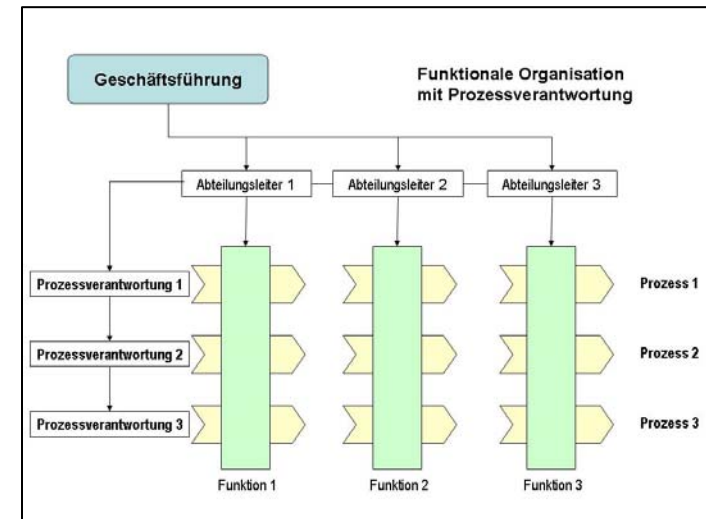 Geschäftsführung
Funktionale Organisation
mit Prozessverantwortung
Abteilungsleiter 1
Abteilungsleiter 2
Abteilungsleiter 3
Prozessverantwortung 1
Prozess 1
Prozessverantwortung 2
Prozess 2
Prozessverantwortung 3
Prozess 3
Funktion 1
Funktion 2
Funktion 3